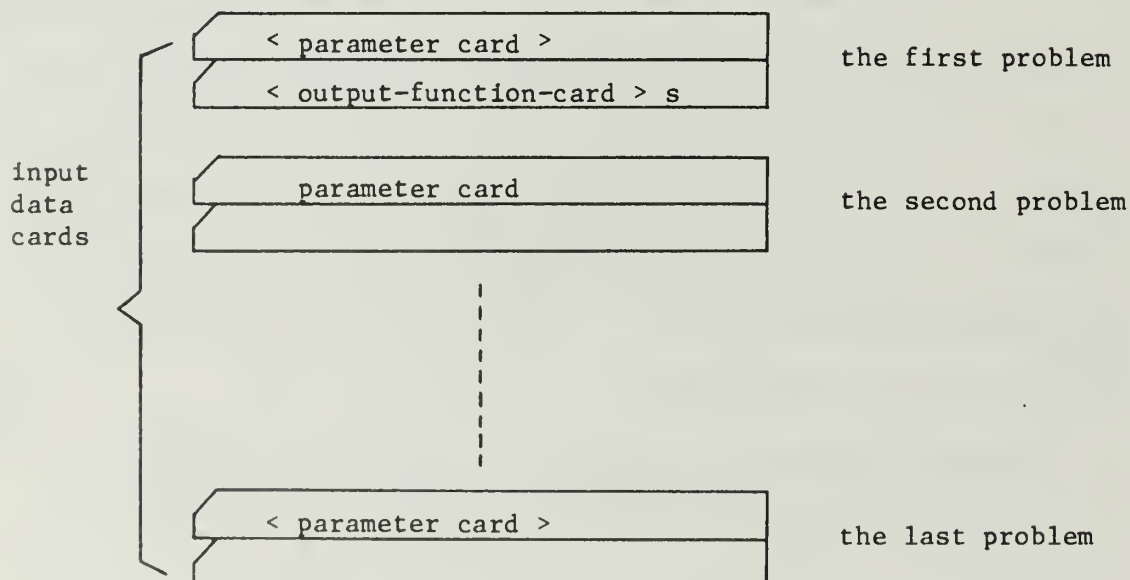 < parameter card >
the first problem
< output-function-card > s
input
data
cards
parameter card
the second problem
< parameter card >
the last problem